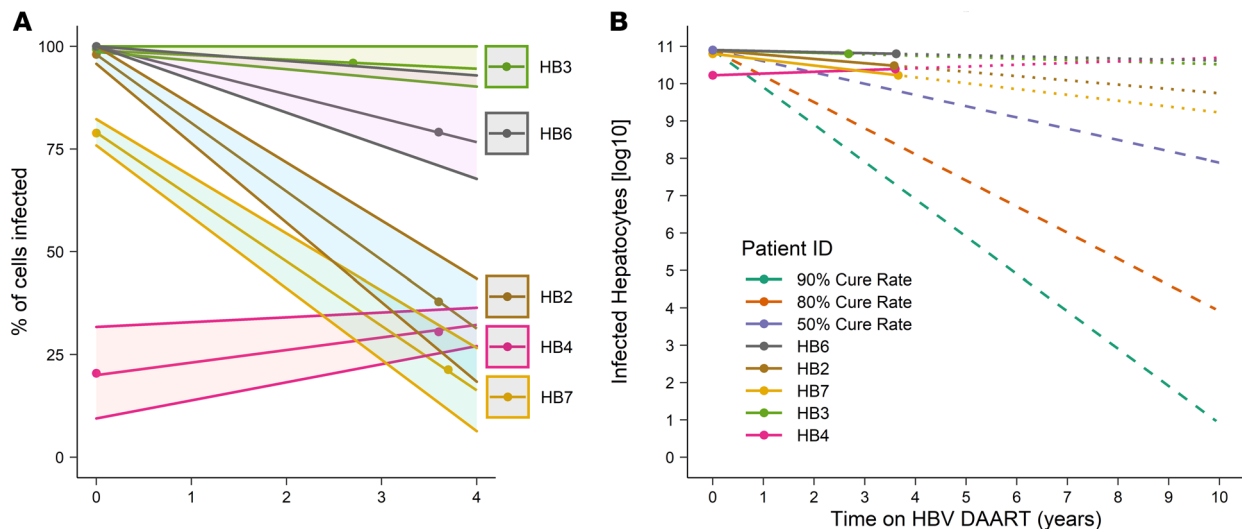 A
% of cells infected
100
75
50
25
0
0 1 2 3 4
HB3
HB6
HB2
HB4
HB7
B
Infected Hepatocytes [log10]
11
10
9
8
7
6
5
4
3
2
1
0
Patient ID
90% Cure Rate
80% Cure Rate
50% Cure Rate
HB6
HB2
HB7
HB3
HB4
0 1 2 3 4 5 6 7 8 9 10
Time on HBV DAART (years)